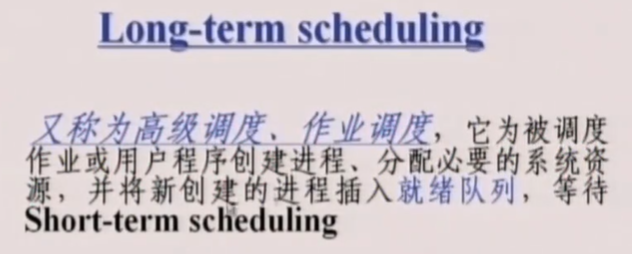 Long-term scheduling
又称为高级调度、作业调度，它为被调度
作业或用户程序创建进程、分配必要的系统资
源，并将新创建的进程插入就绪队列，等待
Short-term scheduling